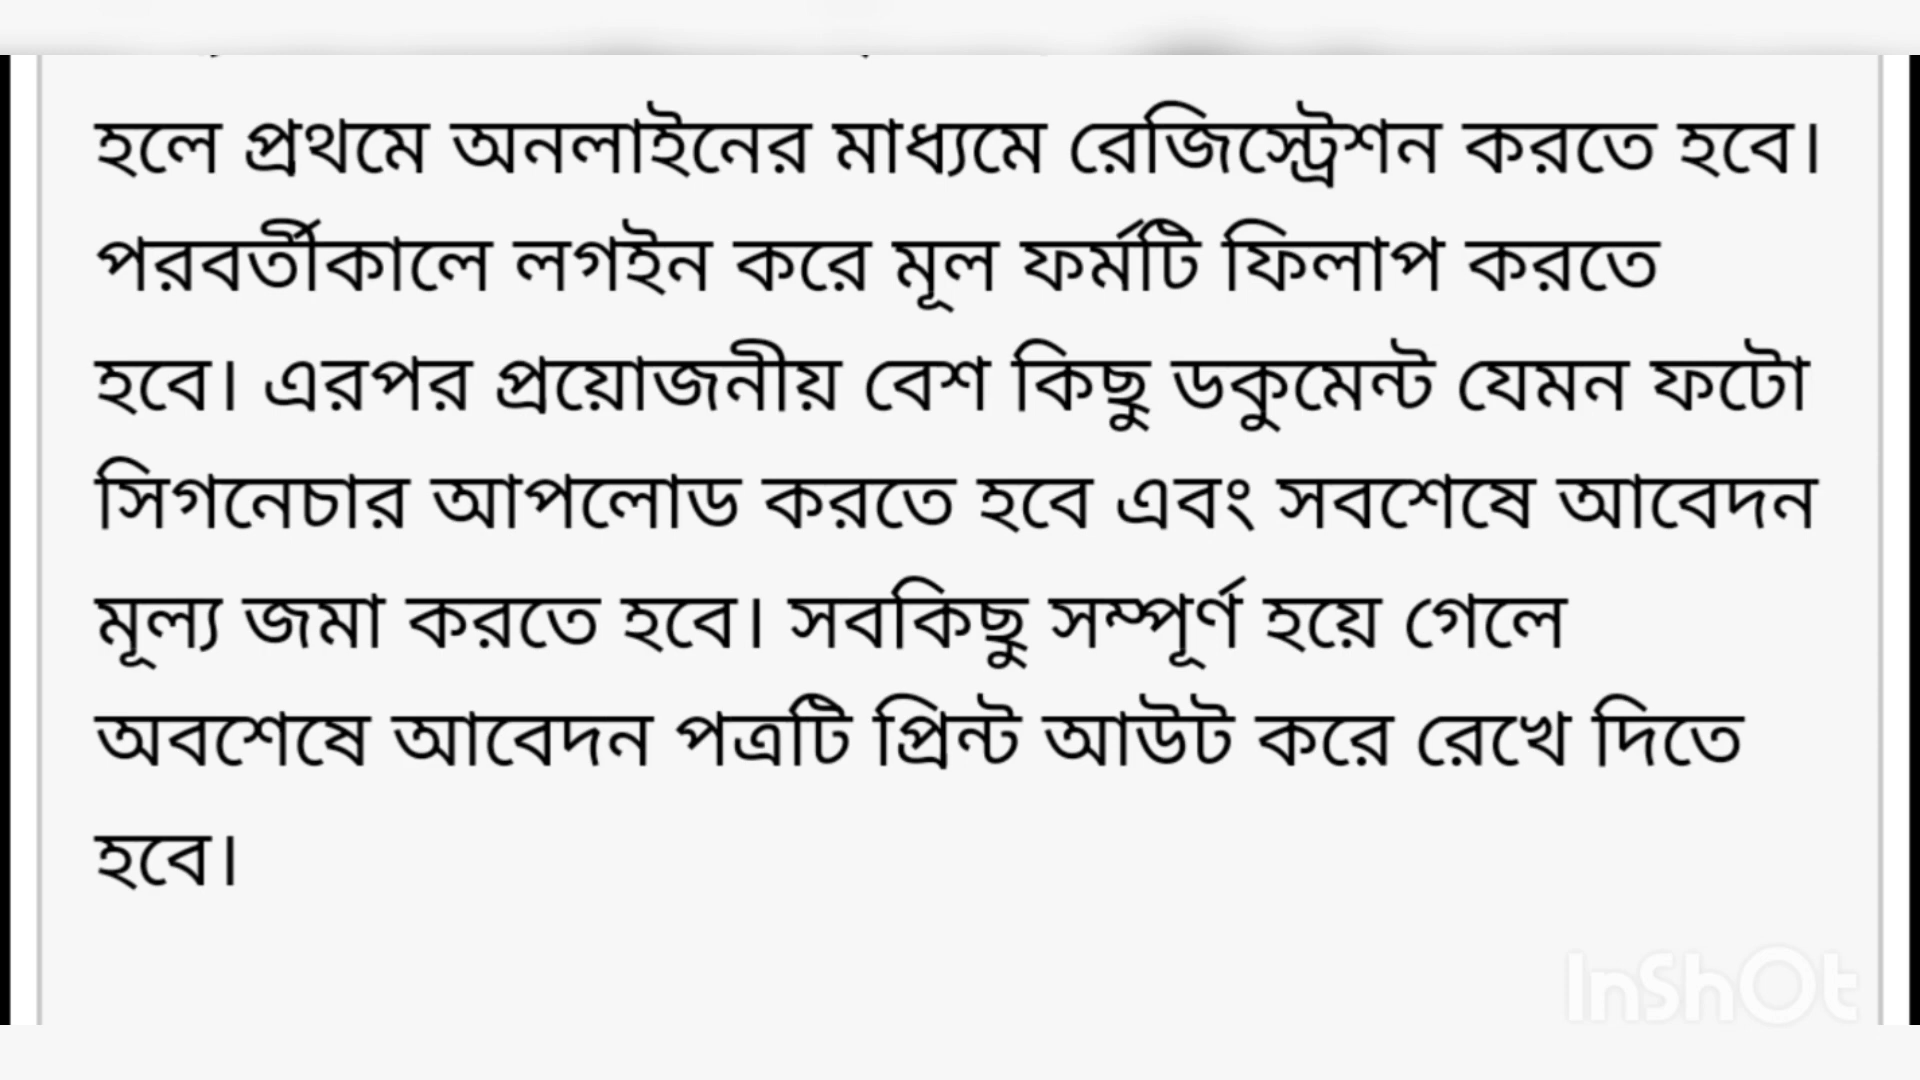 হলে প্রথমে অনলাইনের মাধ্যমে রেজিস্ট্রেশন করতে হবে।
পরবর্তীকালে লগইন করে মূল ফর্মটি ফিলাপ করতে
হবে। এরপর প্রয়োজনীয় বেশ কিছু ডকুমেন্ট যেমন ফটো
সিগনেচার আপলোড করতে হবে এবং সবশেষে আবেদন
মূল্য জমা করতে হবে। সবকিছু সম্পূর্ণ হয়ে গেলে
অবশেষে আবেদন পত্রটি প্রিন্ট আউট করে রেখে দিতে
হবে।
InShOt